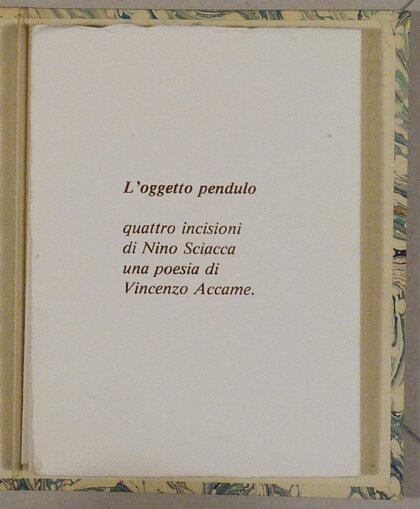 L'oggetto pendulo
quattro incisioni
di Nino Sciacca
una poesia di
Vincenzo Accame.